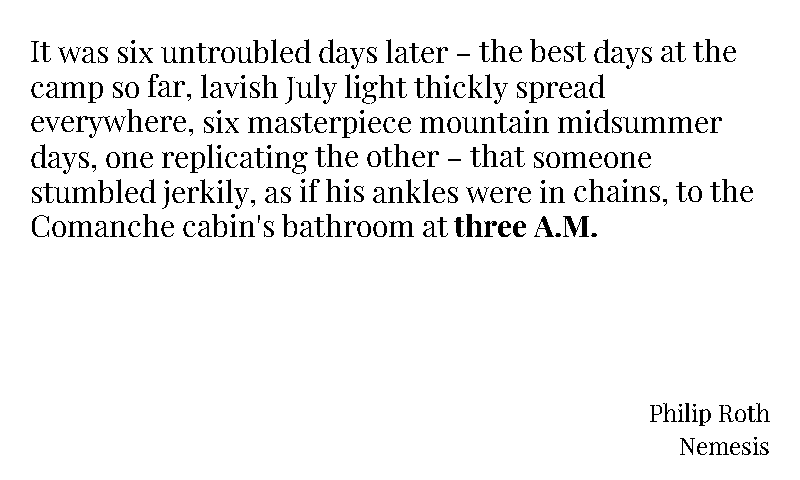 It was six untroubled days later – the best days at the
camp so far, lavish July light thickly spread
everywhere, six masterpiece mountain midsummer
days, one replicating the other – that someone
stumbled jerkily, as if his ankles were in chains, to the
Comanche cabin's bathroom at three A.M.
Philip Roth
Nemesis